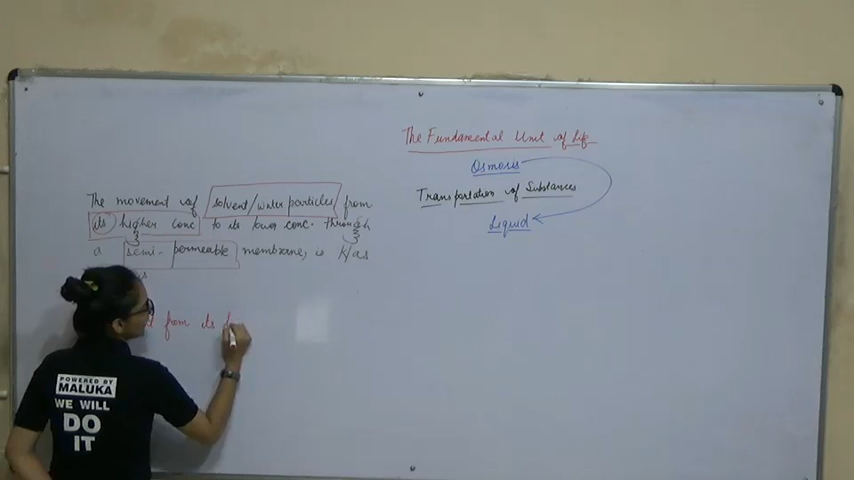 The Fundamental Unit of life
Osmosis
Transportation of Substances
Liquid
The movement of solvent/water particles from
its higher conc to its lower conc. through
a semi-permeable membrane, is k/as
from its
POWERED BY
MALUKA
WE WILL
DO
IT